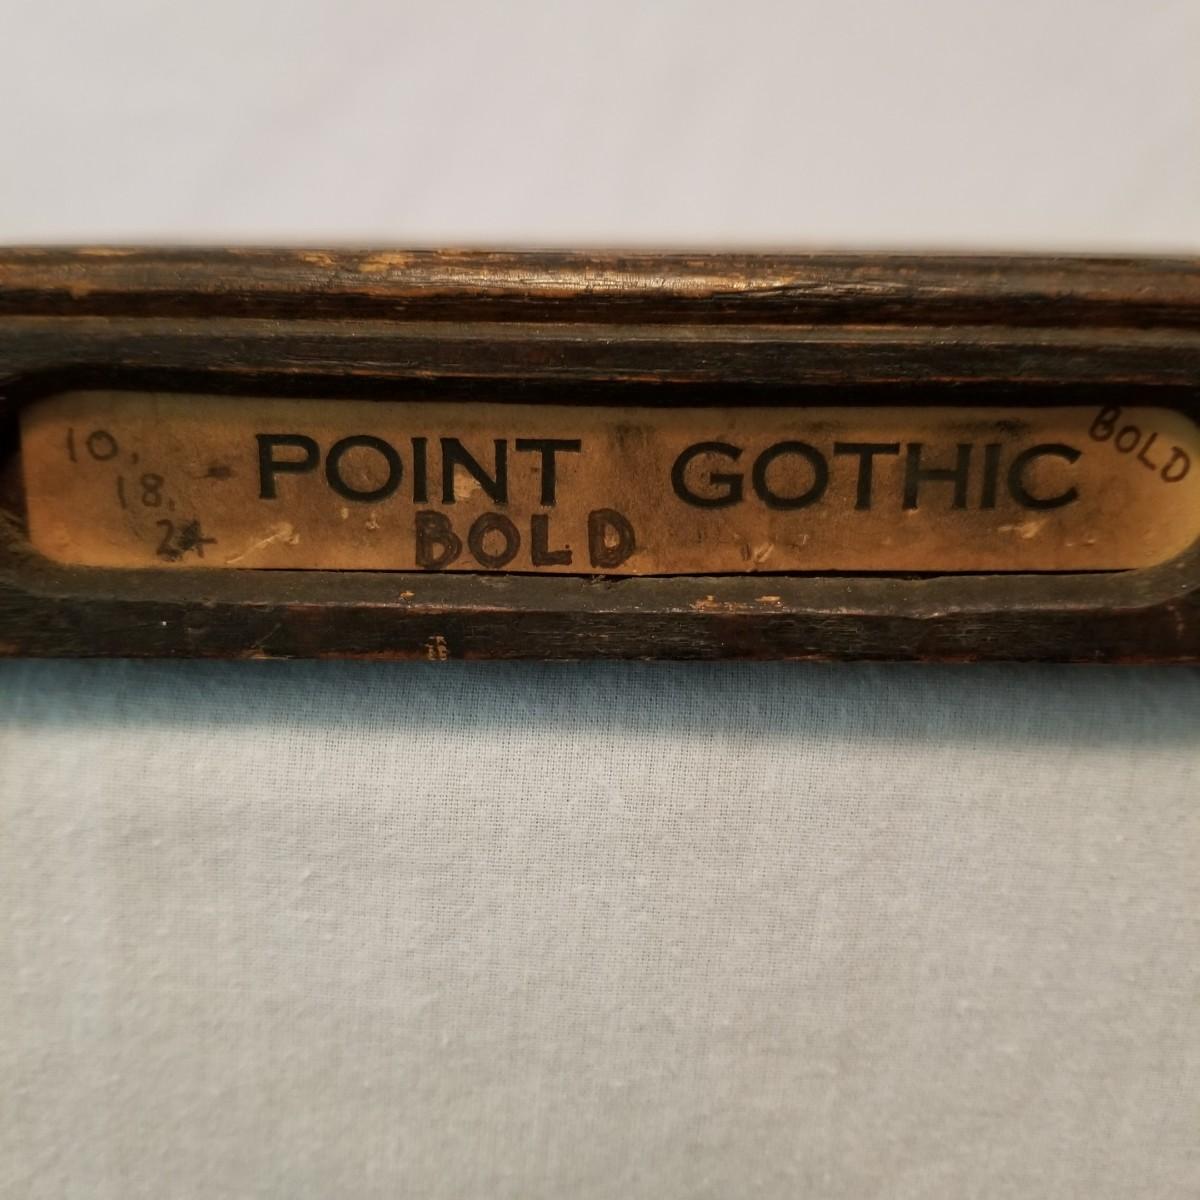 10,
18,
24
POINT GOTHIC
BOLD
BOLD